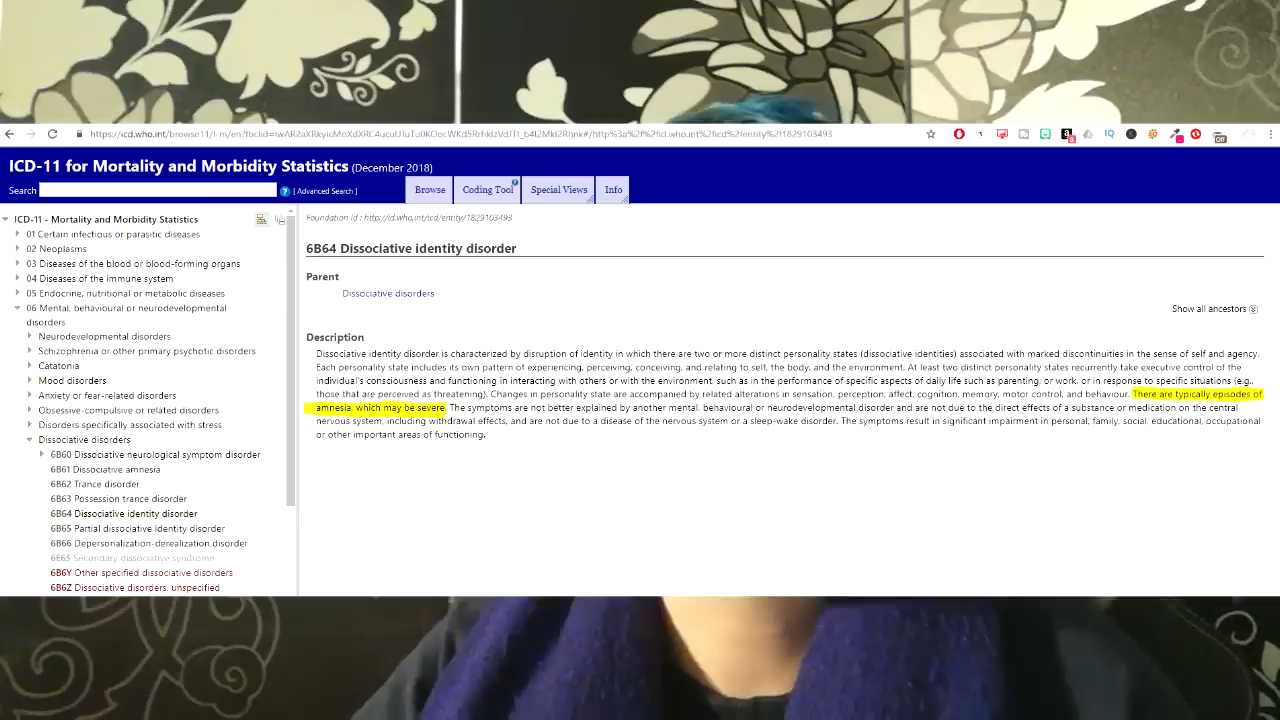 https://icd.who.int/browse11/l-m/en?fbclid=
ICD-11 for Mortality and Morbidity Statistics (December 2018)
Search
? [ Advanced Search ]
Browse
Coding Tool
Special Views
Info
ICD-11 - Mortality and Morbidity Statistics
01 Certain infectious or parasitic diseases
02 Neoplasms
03 Diseases of the blood or blood-forming organs
04 Diseases of the immune system
05 Endocrine, nutritional or metabolic diseases
06 Mental, behavioural or neurodevelopmental
disorders
Neurodevelopmental disorders
Schizophrenia or other primary psychotic disorders
Catatonia
Mood disorders
Anxiety or fear-related disorders
Obsessive-compulsive or related disorders
Disorders specifically associated with stress
Dissociative disorders
6B60 Dissociative neurological symptom disorder
6B61 Dissociative amnesia
6B62 Trance disorder
6B63 Possession trance disorder
6B64 Dissociative identity disorder
6B65 Partial dissociative identity disorder
6B66 Depersonalization-derealization disorder
6E65 Secondary dissociative syndrome
6B6Y Other specified dissociative disorders
6B6Z Dissociative disorders, unspecified
Foundation Id : http://id.who.int/icd/entity/1829103493
6B64 Dissociative identity disorder
Parent
Dissociative disorders
Show all ancestors
Description
Dissociative identity disorder is characterized by disruption of identity in which there are two or more distinct personality states (dissociative identities) associated with marked discontinuities in the sense of self and agency.
Each personality state includes its own pattern of experiencing, perceiving, conceiving, and relating to self, the body, and the environment. At least two distinct personality states recurrently take executive control of the
individual's consciousness and functioning in interacting with others or with the environment, such as in the performance of specific aspects of daily life such as parenting, or work, or in response to specific situations (e.g.,
those that are perceived as threatening). Changes in personality state are accompanied by related alterations in sensation, perception, affect, cognition, memory, motor control, and behaviour. There are typically episodes of
amnesia, which may be severe. The symptoms are not better explained by another mental, behavioural or neurodevelopmental disorder and are not due to the direct effects of a substance or medication on the central
nervous system, including withdrawal effects, and are not due to a disease of the nervous system or a sleep-wake disorder. The symptoms result in significant impairment in personal, family, social, educational, occupational
or other important areas of functioning.